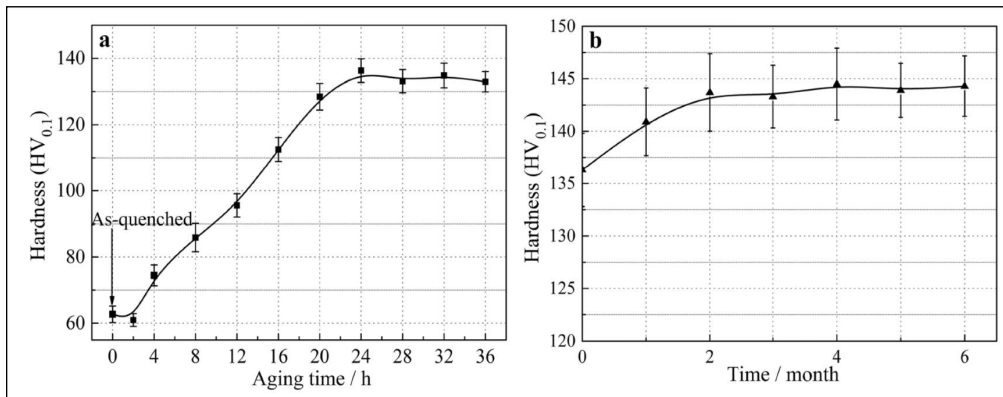 a
140
120
100
80
60
Hardness (HV0.1)
As-quenched
0 4 8 12 16 20 24 28 32 36
Aging time / h
b
150
145
140
135
130
125
120
Hardness (HV0.1)
0 2 4 6
Time / month